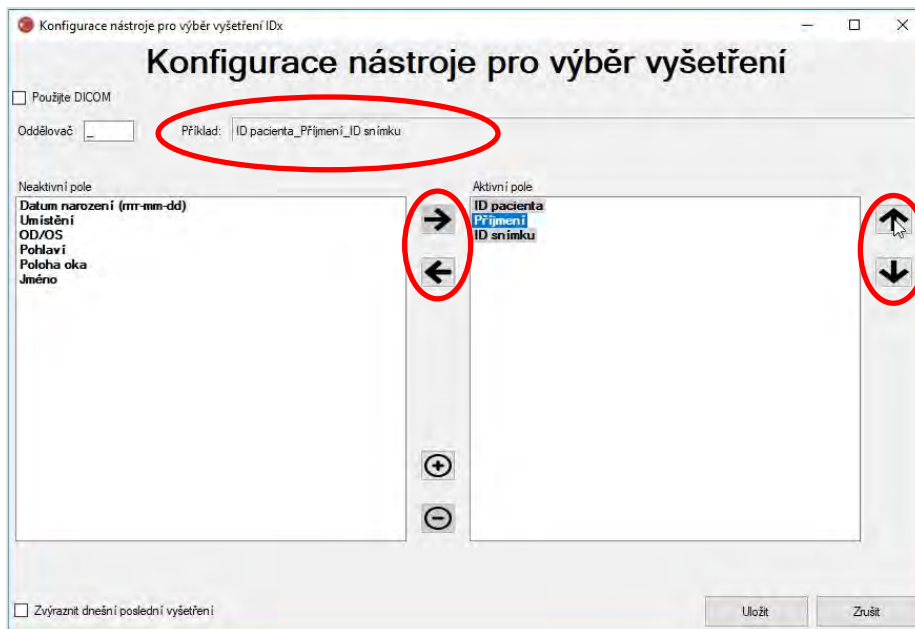 Konfigurace nástroje pro výběr vyšetření IDx
Konfigurace nástroje pro výběr vyšetření
Použijte DICOM
Oddělovač _ Příklad: ID pacienta_Příjmení_ID snímku
Neaktivní pole
Datum narození (rrrr-mm-dd)
Umístění
OD/OS
Pohlaví
Poloha oka
Jméno
Aktivní pole
ID pacienta
Příjmení
ID snímku
Zvýraznit dnešní poslední vyšetření
Uložit
Zrušit